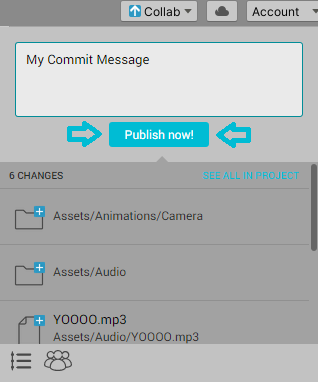 Collab Account
My Commit Message
Publish now!
6 CHANGES SEE ALL IN PROJECT
Assets/Animations/Camera
Assets/Audio
YOOOO.mp3
Assets/Audio/YOOOO.mp3